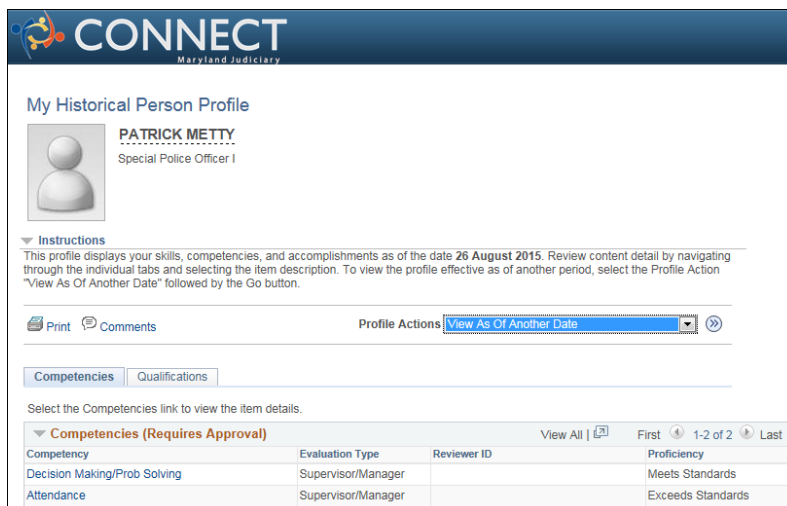 CONNECT
Maryland Judiciary
My Historical Person Profile
PATRICK METTY
Special Police Officer I
Instructions
This profile displays your skills, competencies, and accomplishments as of the date 26 August 2015. Review content detail by navigating
through the individual tabs and selecting the item description. To view the profile effective as of another period, select the Profile Action
"View As Of Another Date" followed by the Go button.
Print Comments Profile Actions View As Of Another Date
Competencies Qualifications
Select the Competencies link to view the item details.
Competencies (Requires Approval) View All | First 1-2 of 2 Last
Competency Evaluation Type Reviewer ID Proficiency
Decision Making/Prob Solving Supervisor/Manager Meets Standards
Attendance Supervisor/Manager Exceeds Standards